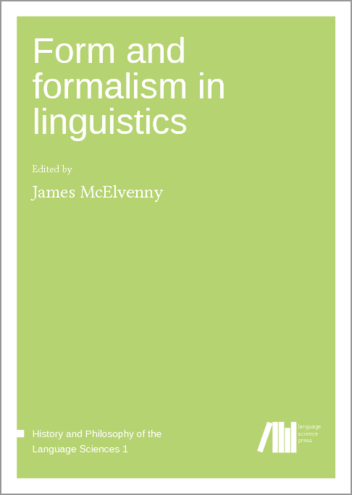 Form and
formalism in
linguistics
Edited by
James McElvenny
History and Philosophy of the
Language Sciences 1
language
science
press